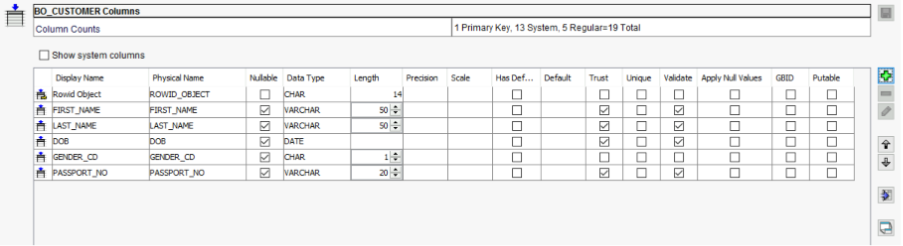 BO_CUSTOMER Columns
Column Counts 1 Primary Key, 13 System, 5 Regular=19 Total
Show system columns
Display Name Physical Name Nullable Data Type Length Precision Scale Has Def... Default Trust Unique Validate Apply Null Values GBID Putable
Rowid Object ROWID_OBJECT CHAR 14
FIRST_NAME FIRST_NAME VARCHAR 50
LAST_NAME LAST_NAME VARCHAR 50
DOB DOB DATE
GENDER_CD GENDER_CD CHAR 1
PASSPORT_NO PASSPORT_NO VARCHAR 20